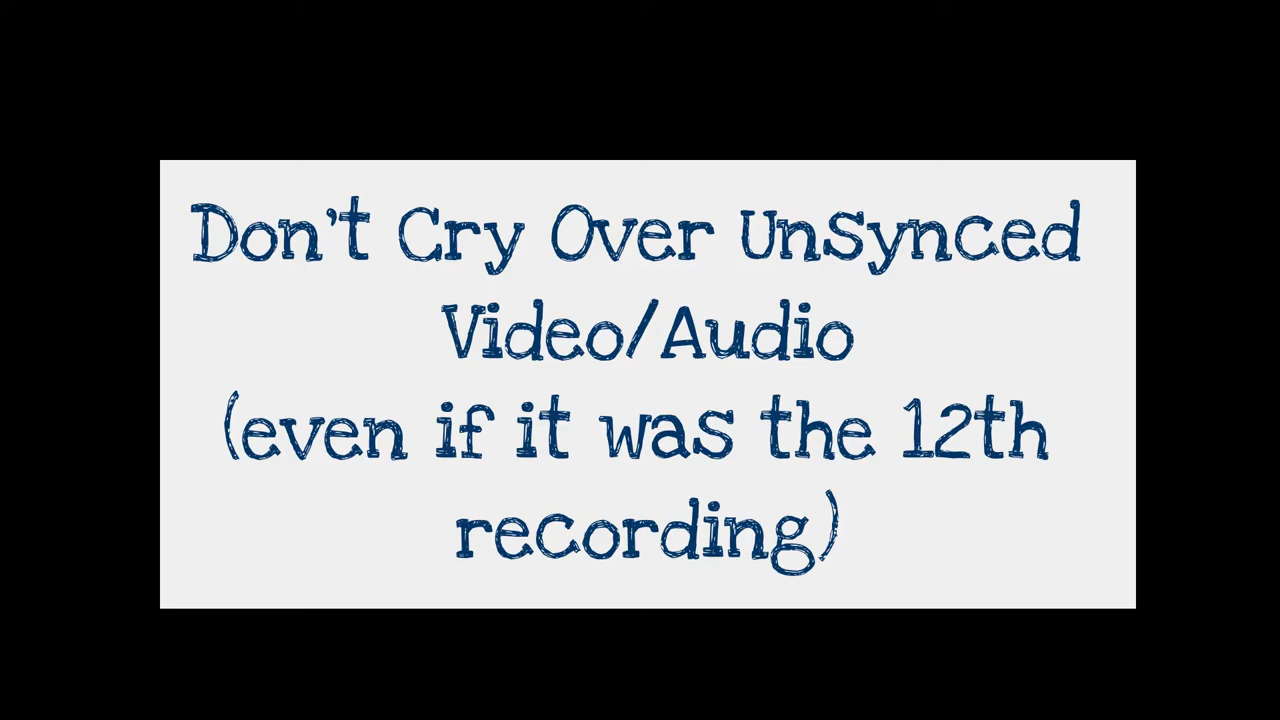 Don't Cry Over Unsynced
Video/Audio
(even if it was the 12th
recording)